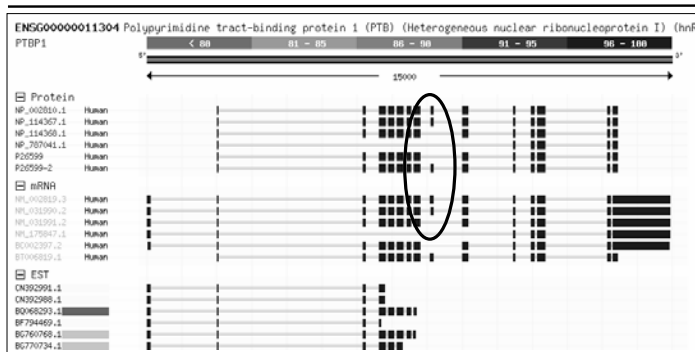 ENSG00000011304 Polypyrimidine tract-binding protein 1 (PTB) (Heterogeneous nuclear ribonucleoprotein I) (hnR
PTBP1 < 80 81 - 85 86 - 90 91 - 95 96 - 100
5' 3'
15000
Protein
NP_002810.1 Human
NP_114367.1 Human
NP_114368.1 Human
NP_787041.1 Human
P26599 Human
P26599-2 Human
mRNA
NM_002819.3 Human
NM_031990.2 Human
NM_031991.2 Human
NM_175847.1 Human
BC002397.2 Human
BT006819.1 Human
EST
CN392991.1
CN392988.1
BQ068293.1
BF794469.1
BG760768.1
BG770734.1